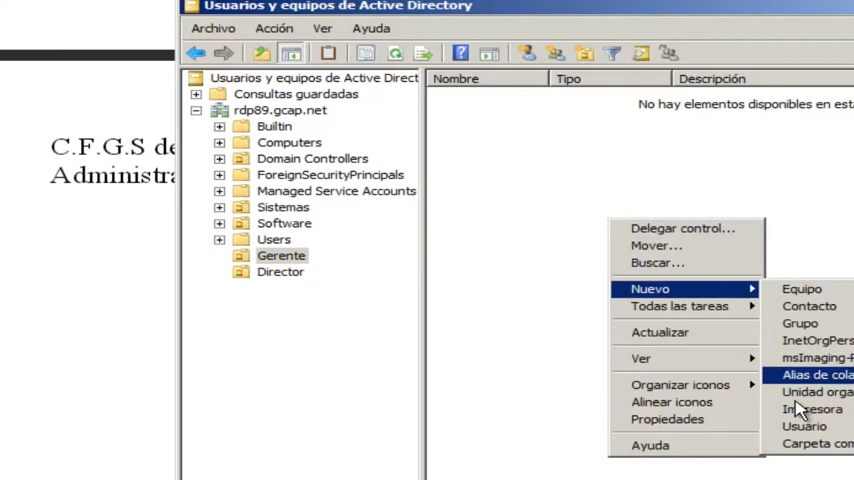 Usuarios y equipos de Active Directory
Archivo Acción Ver Ayuda
C.F.G.S de
Administra
Usuarios y equipos de Active Direct
Consultas guardadas
rdp89.gcap.net
Builtin
Computers
Domain Controllers
ForeignSecurityPrincipals
Managed Service Accounts
Sistemas
Software
Users
Gerente
Director
Nombre Tipo Descripción
No hay elementos disponibles en esta
Delegar control...
Mover...
Buscar...
Nuevo
Todas las tareas
Actualizar
Ver
Organizar iconos
Alinear iconos
Propiedades
Ayuda
Equipo
Contacto
Grupo
InetOrgPers
msImaging-P
Alias de cola
Unidad orga
Impresora
Usuario
Carpeta com